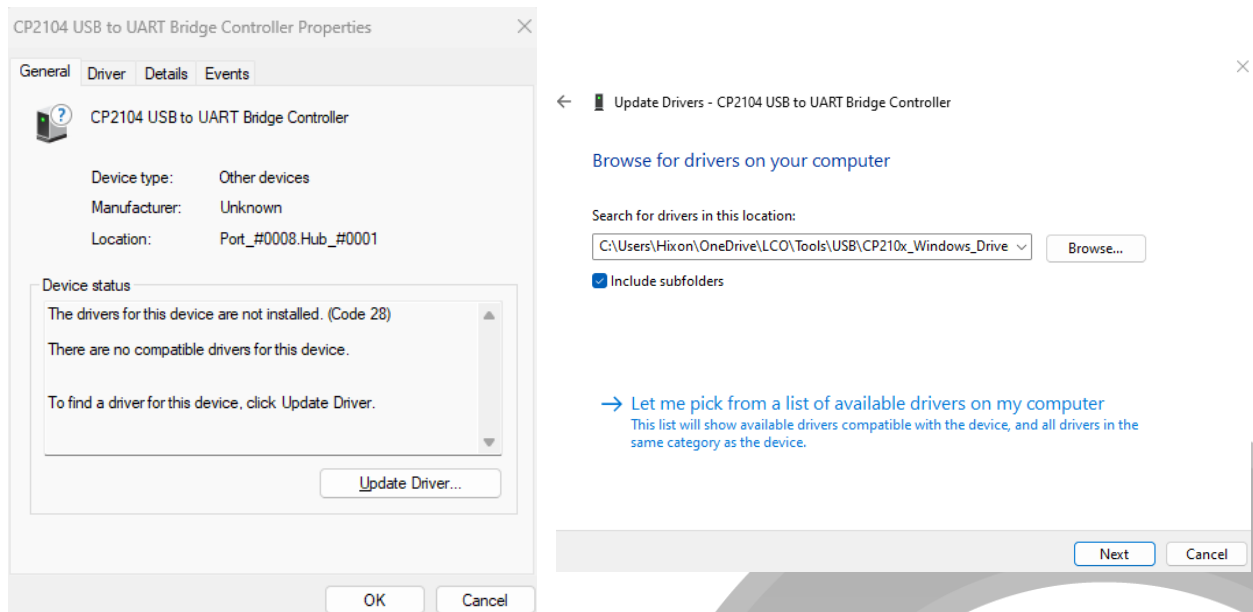 CP2104 USB to UART Bridge Controller Properties
General Driver Details Events
CP2104 USB to UART Bridge Controller
Device type: Other devices
Manufacturer: Unknown
Location: Port_#0008.Hub_#0001
Device status
The drivers for this device are not installed. (Code 28)
There are no compatible drivers for this device.
To find a driver for this device, click Update Driver.
Update Driver...
OK Cancel
Update Drivers - CP2104 USB to UART Bridge Controller
Browse for drivers on your computer
Search for drivers in this location:
C:\Users\Hixon\OneDrive\LCO\Tools\USB\CP210x_Windows_Drive
Browse...
Include subfolders
Let me pick from a list of available drivers on my computer
This list will show available drivers compatible with the device, and all drivers in the
same category as the device.
Next Cancel